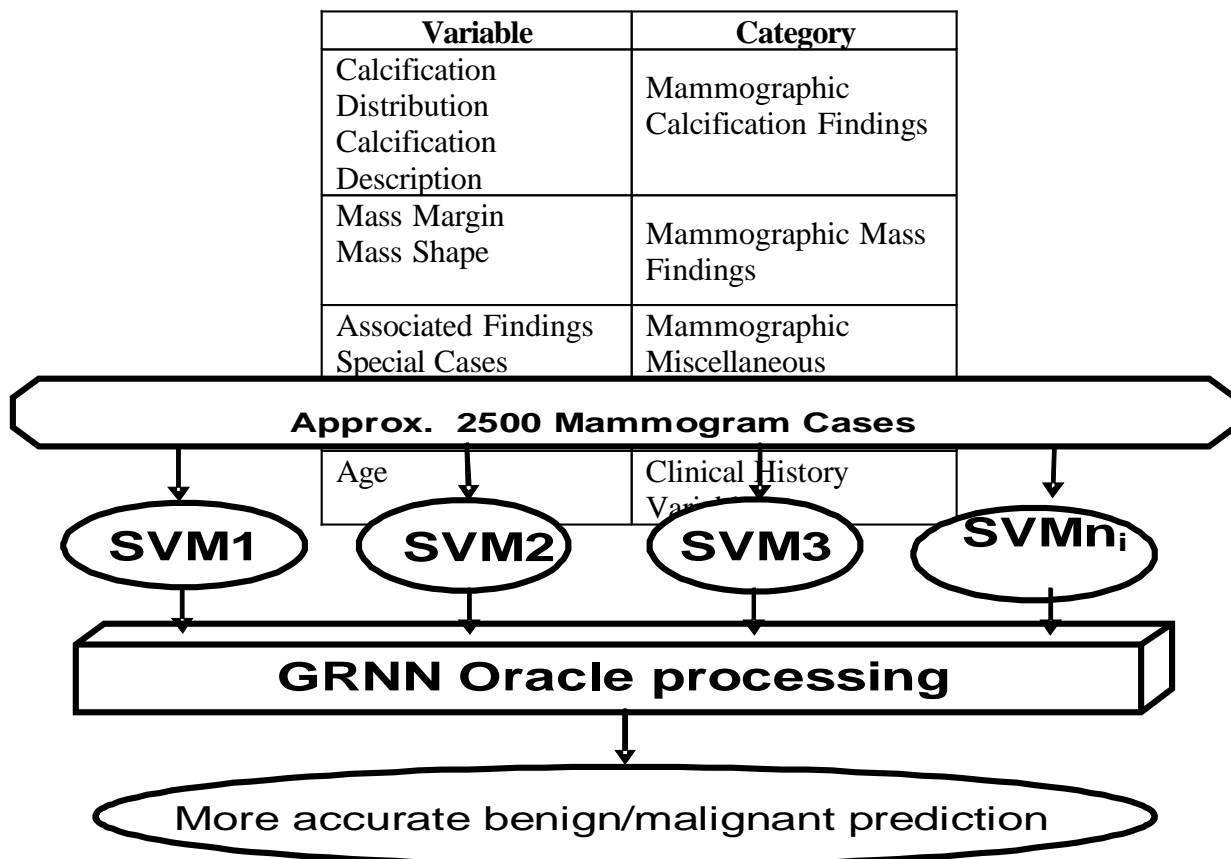 Variable Category
Calcification
Distribution
Calcification
Description
Mammographic
Calcification Findings
Mass Margin
Mass Shape
Mammographic Mass
Findings
Associated Findings
Special Cases
Mammographic
Miscellaneous
Approx. 2500 Mammogram Cases
Age
Clinical History
SVM1 SVM2 SVM3 SVMnᵢ
GRNN Oracle processing
More accurate benign/malignant prediction